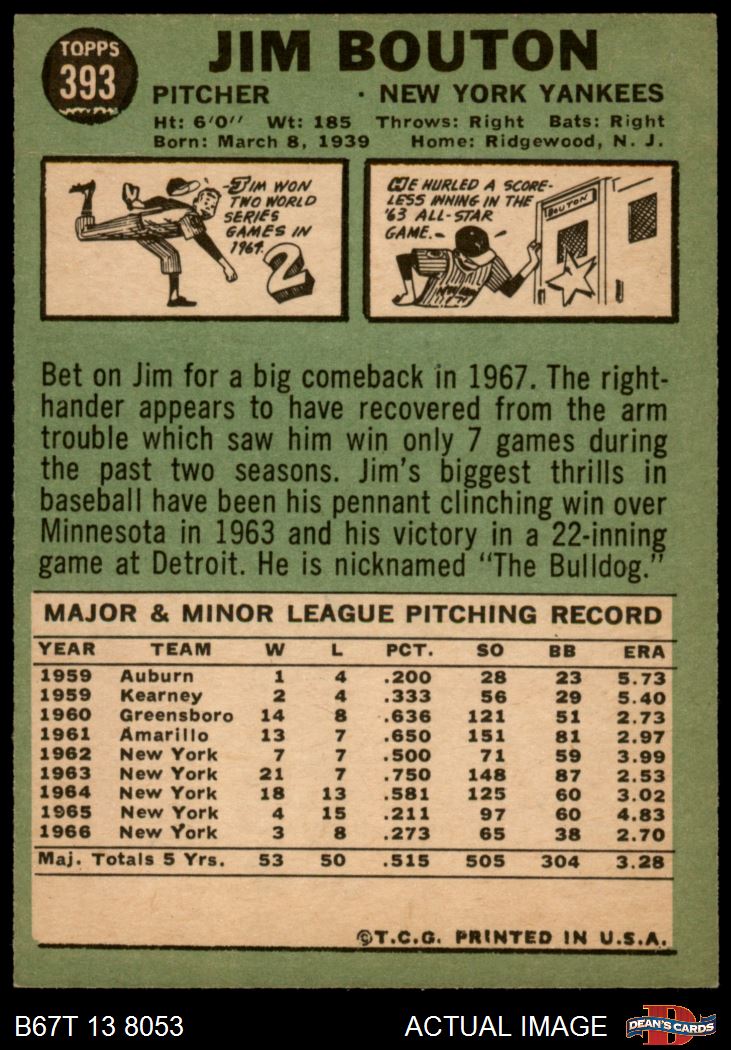 TOPPS
393
JIM BOUTON
PITCHER · NEW YORK YANKEES
Ht: 6'0" Wt: 185 Throws: Right Bats: Right
Born: March 8, 1939 Home: Ridgewood, N. J.
JIM WON
TWO WORLD
SERIES
GAMES IN
1964.
2
HE HURLED A SCORE-
LESS INNING IN THE
'63 ALL-STAR
GAME.
BOUTON
Bet on Jim for a big comeback in 1967. The right-
hander appears to have recovered from the arm
trouble which saw him win only 7 games during
the past two seasons. Jim's biggest thrills in
baseball have been his pennant clinching win over
Minnesota in 1963 and his victory in a 22-inning
game at Detroit. He is nicknamed "The Bulldog."
MAJOR & MINOR LEAGUE PITCHING RECORD
YEAR TEAM W L PCT. SO BB ERA
1959 Auburn 1 4 .200 28 23 5.73
1959 Kearney 2 4 .333 56 29 5.40
1960 Greensboro 14 8 .636 121 51 2.73
1961 Amarillo 13 7 .650 151 81 2.97
1962 New York 7 7 .500 71 59 3.99
1963 New York 21 7 .750 148 87 2.53
1964 New York 18 13 .581 125 60 3.02
1965 New York 4 15 .211 97 60 4.83
1966 New York 3 8 .273 65 38 2.70
Maj. Totals 5 Yrs. 53 50 .515 505 304 3.28
©T.C.G. PRINTED IN U.S.A.
B67T 13 8053 ACTUAL IMAGE
D
DEAN'S CARDS